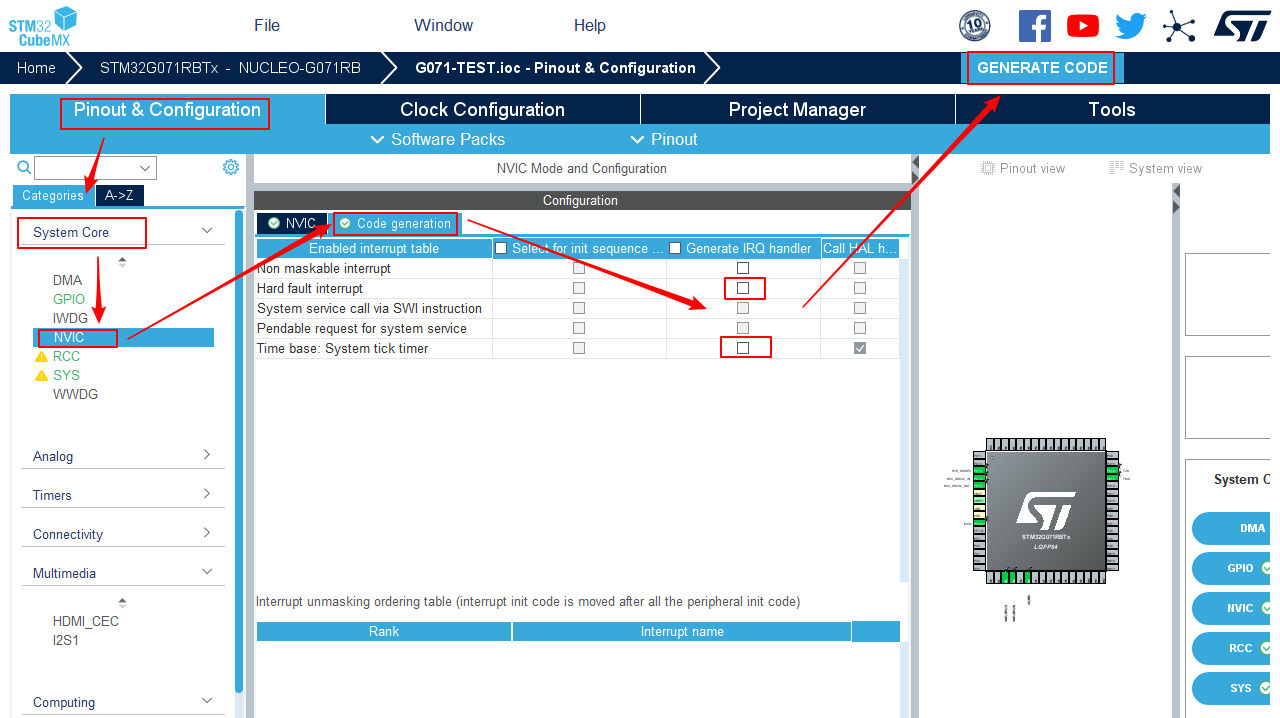 STM32
CubeMX
File
Window
Help
10
Home
STM32G071RBTx - NUCLEO-G071RB
G071-TEST.ioc - Pinout & Configuration
GENERATE CODE
Pinout & Configuration
Clock Configuration
Project Manager
Tools
Software Packs
Pinout
NVIC Mode and Configuration
Pinout view
System view
Categories
A->Z
Configuration
System Core
NVIC
Code generation
Enabled interrupt table
Select for init sequence ...
Generate IRQ handler
Call HAL h...
Non maskable interrupt
Hard fault interrupt
System service call via SWI instruction
Pendable request for system service
Time base: System tick timer
DMA
GPIO
IWDG
NVIC
RCC
SYS
WWDG
Analog
Timers
Connectivity
Multimedia
HDMI_CEC
I2S1
Computing
Interrupt unmasking ordering table (interrupt init code is moved after all the peripheral init code)
Rank
Interrupt name
ST
STM32G071RBTx
LQFP64
System C
DMA
GPIO
NVIC
RCC
SYS